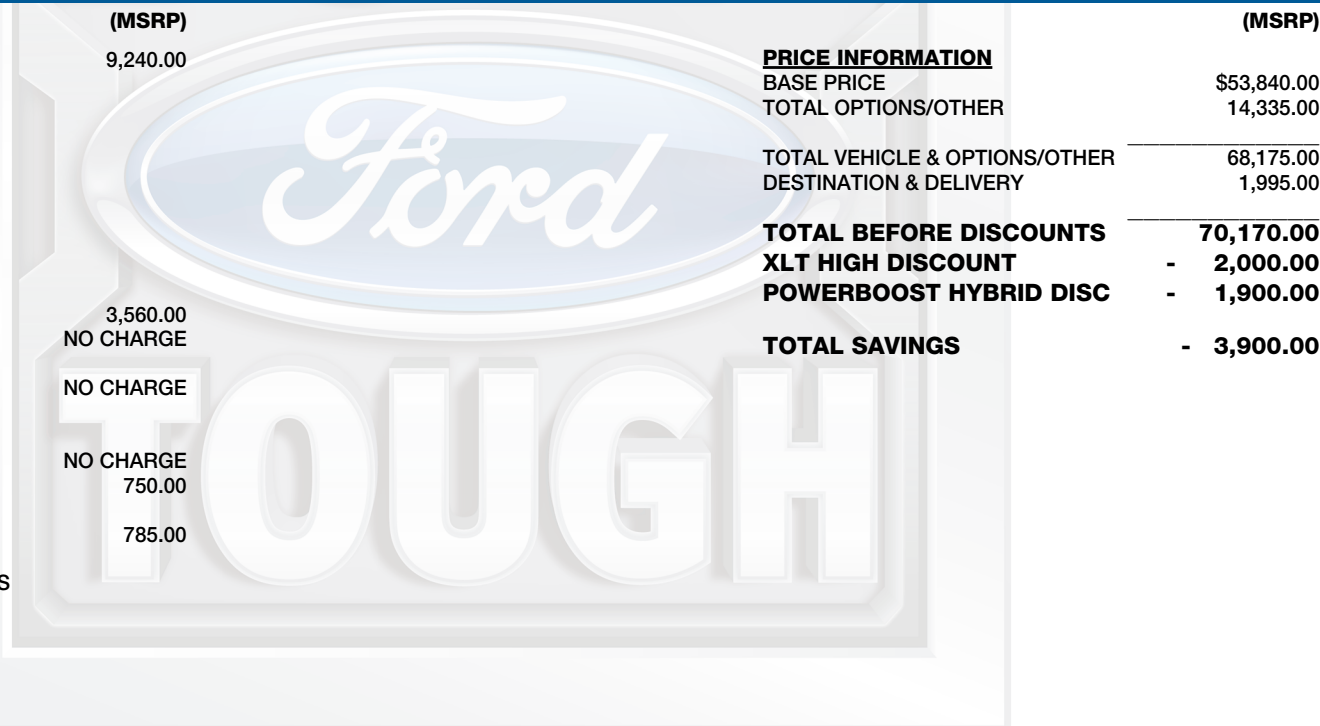 (MSRP)
9,240.00
3,560.00
NO CHARGE
NO CHARGE
NO CHARGE
750.00
785.00
S
Ford
TOUGH
(MSRP)
PRICE INFORMATION
BASE PRICE $53,840.00
TOTAL OPTIONS/OTHER 14,335.00
TOTAL VEHICLE & OPTIONS/OTHER 68,175.00
DESTINATION & DELIVERY 1,995.00
TOTAL BEFORE DISCOUNTS 70,170.00
XLT HIGH DISCOUNT - 2,000.00
POWERBOOST HYBRID DISC - 1,900.00
TOTAL SAVINGS - 3,900.00